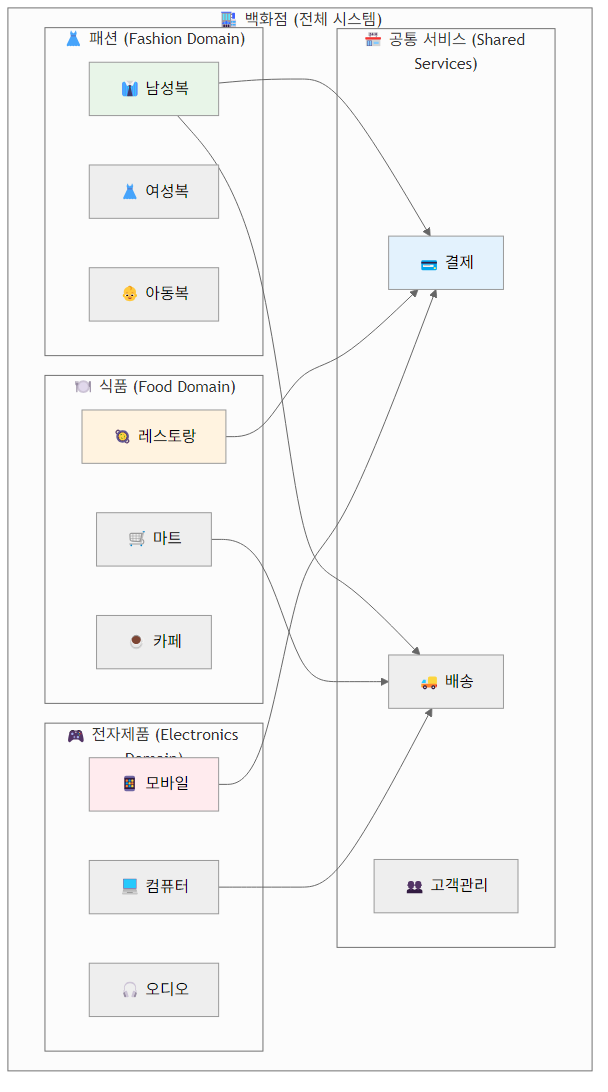 백화점 (전체 시스템)
패션 (Fashion Domain)
남성복
여성복
아동복
식품 (Food Domain)
레스토랑
마트
카페
전자제품 (Electronics
Domain)
모바일
컴퓨터
오디오
공통 서비스 (Shared
Services)
결제
배송
고객관리